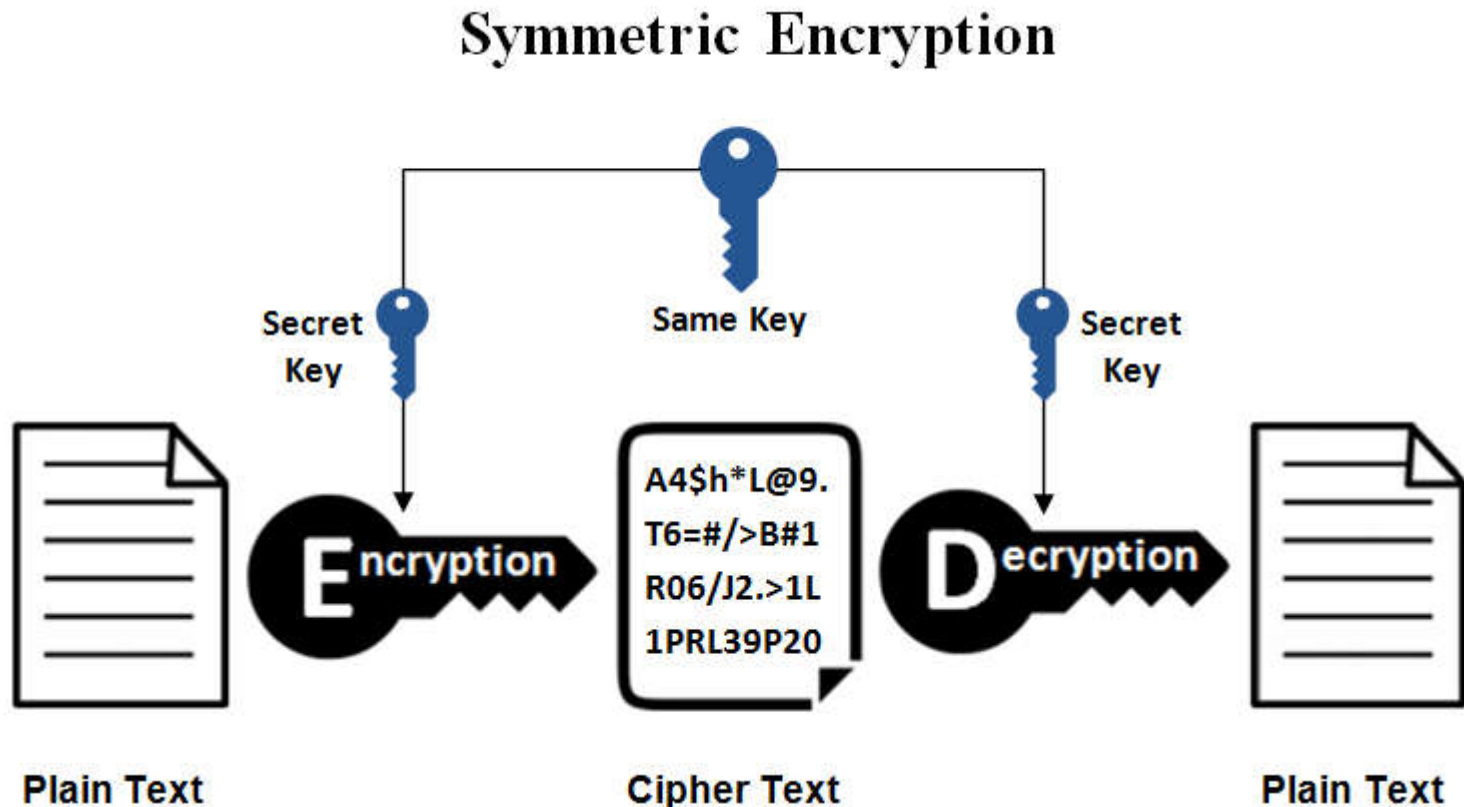 Symmetric Encryption
Same Key
Secret
Key
Secret
Key
Encryption
A4$h*L@9.
T6=#/>B#1
R06/J2.>1L
1PRL39P20
Decryption
Plain Text
Cipher Text
Plain Text